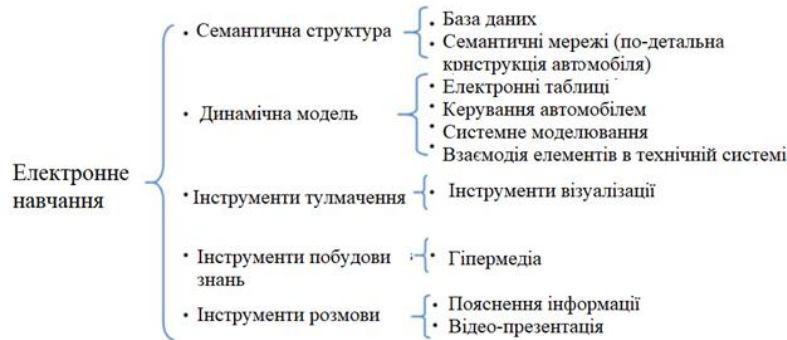 Електронне
навчання
• Семантична структура
• База даних
• Семантичні мережі (по-детальна
крнструкція автомобіля)
• Динамічна модель
• Електронні таблиці
• Керування автомобілем
• Системне моделювання
• Взаємодія елементів в технічній системі
• Інструменти тулмачення
• Інструменти візуалізації
• Інструменти побудови
знань
• Гіпермедіа
• Інструменти розмови
• Пояснення інформації
• Відео-презентація